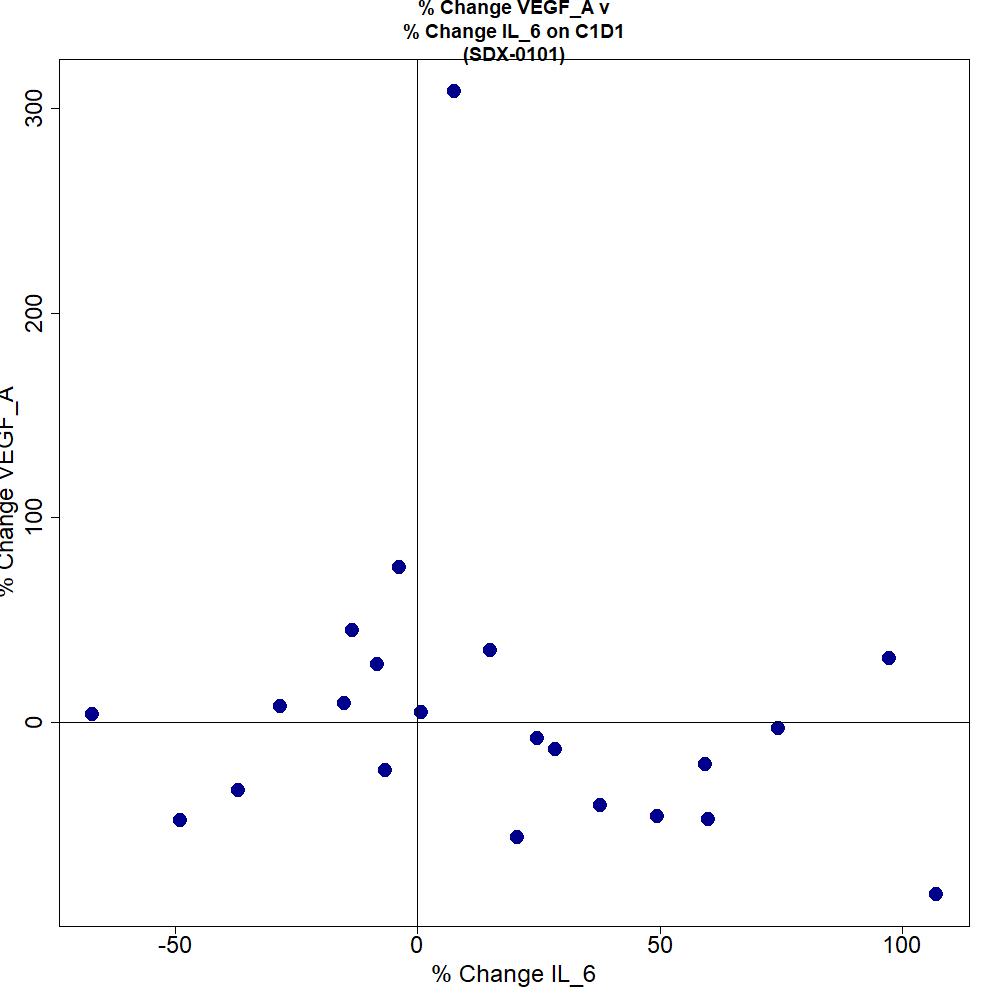 % Change VEGF_A v
% Change IL_6 on C1D1
(SDX-0101)
% Change VEGF_A
300
200
100
0
-50
0
50
100
% Change IL_6